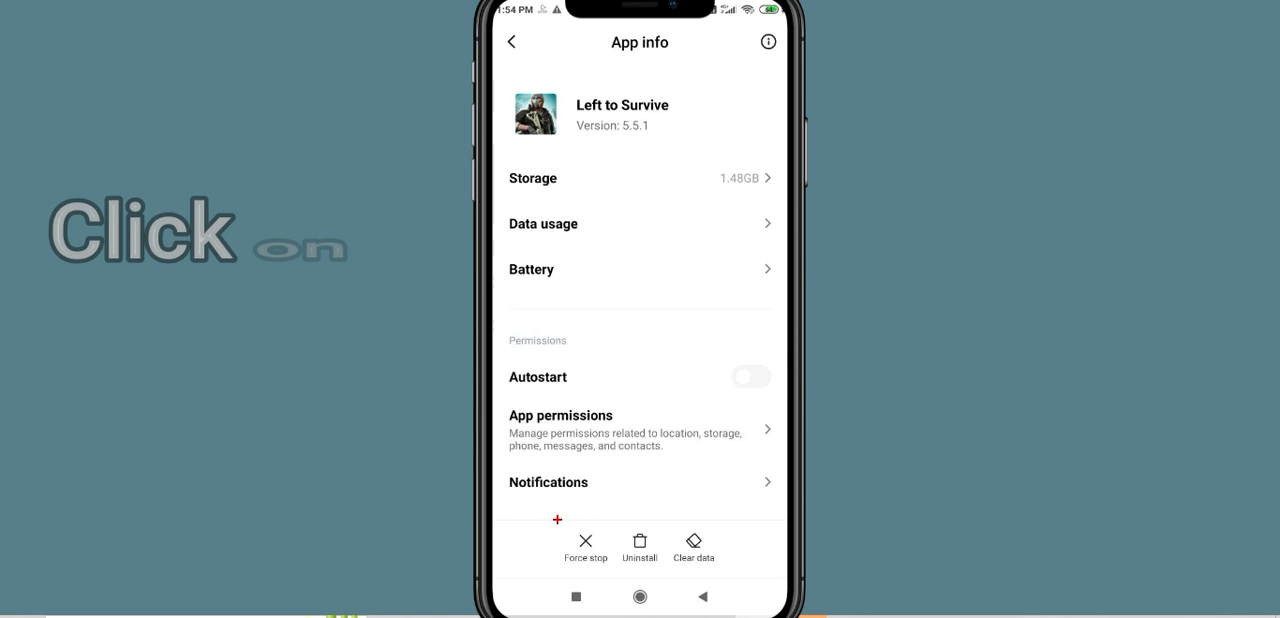 1:54 PM
64
App info
Left to Survive
Version: 5.5.1
Storage 1.48GB
Data usage
Click on
Battery
Permissions
Autostart
App permissions
Manage permissions related to location, storage,
phone, messages, and contacts.
Notifications
Force stop Uninstall Clear data